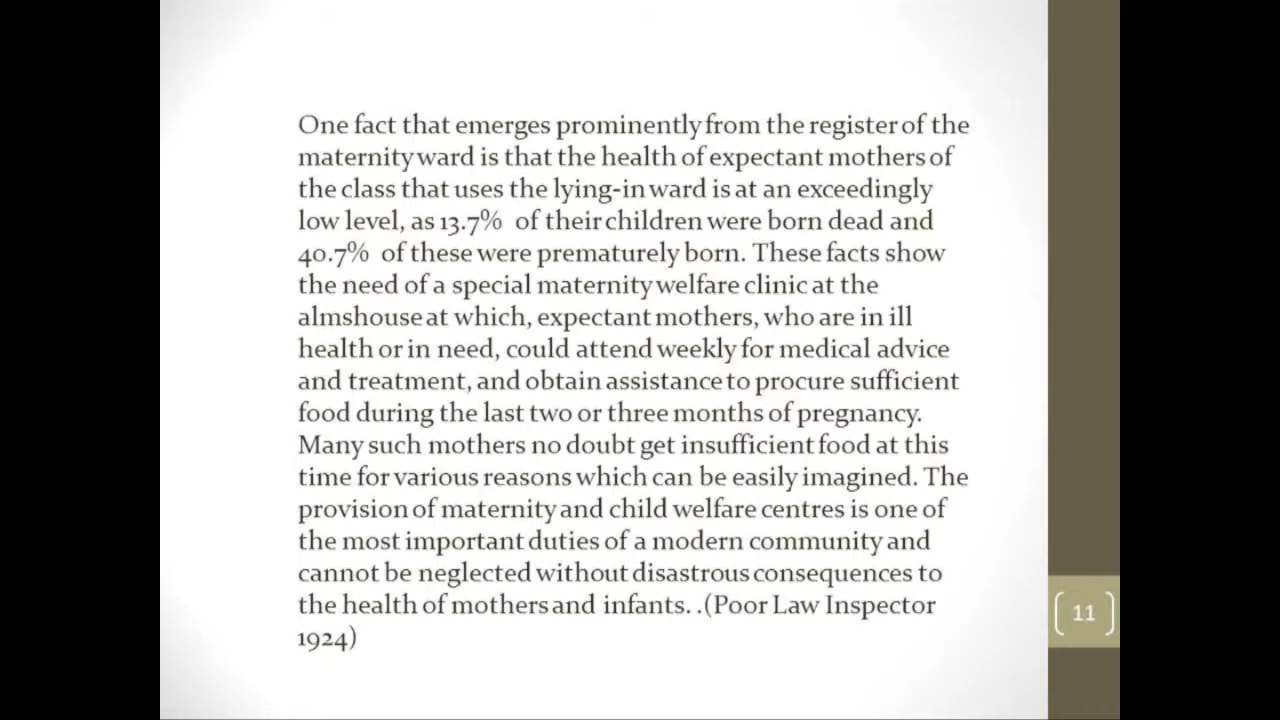 One fact that emerges prominently from the register of the
maternity ward is that the health of expectant mothers of
the class that uses the lying-in ward is at an exceedingly
low level, as 13.7% of their children were born dead and
40.7% of these were prematurely born. These facts show
the need of a special maternity welfare clinic at the
almshouse at which, expectant mothers, who are in ill
health or in need, could attend weekly for medical advice
and treatment, and obtain assistance to procure sufficient
food during the last two or three months of pregnancy.
Many such mothers no doubt get insufficient food at this
time for various reasons which can be easily imagined. The
provision of maternity and child welfare centres is one of
the most important duties of a modern community and
cannot be neglected without disastrous consequences to
the health of mothers and infants. .(Poor Law Inspector
1924)
11